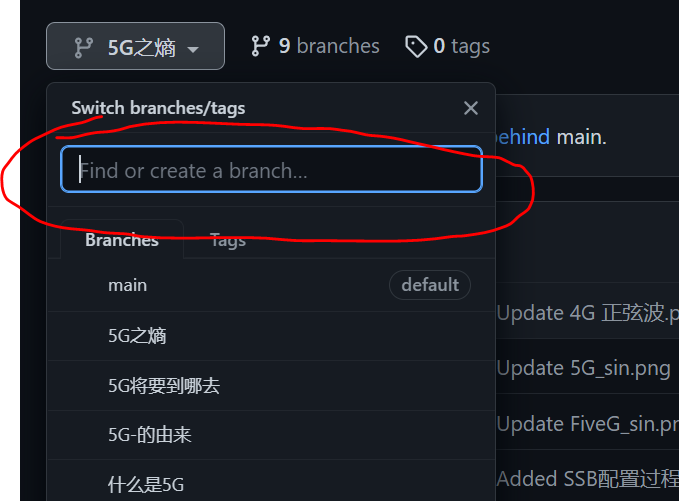 5G之熵
9 branches
0 tags
Switch branches/tags
ehind main.
Find or create a branch...
Branches
Tags
main
default
5G之熵
5G将要到哪去
5G-的由来
什么是5G
Update 4G 正弦波.p
Update 5G_sin.png
Update FiveG_sin.pr
Added SSB配置过程